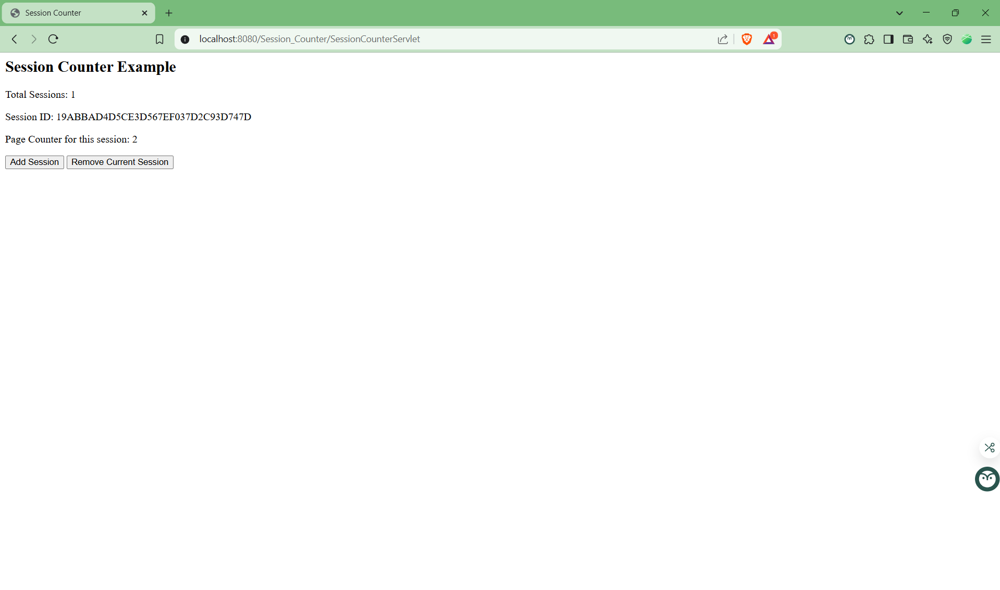 Session Counter
localhost:8080/Session_Counter/SessionCounterServlet
1
Session Counter Example
Total Sessions: 1
Session ID: 19ABBAD4D5CE3D567EF037D2C93D747D
Page Counter for this session: 2
Add Session Remove Current Session